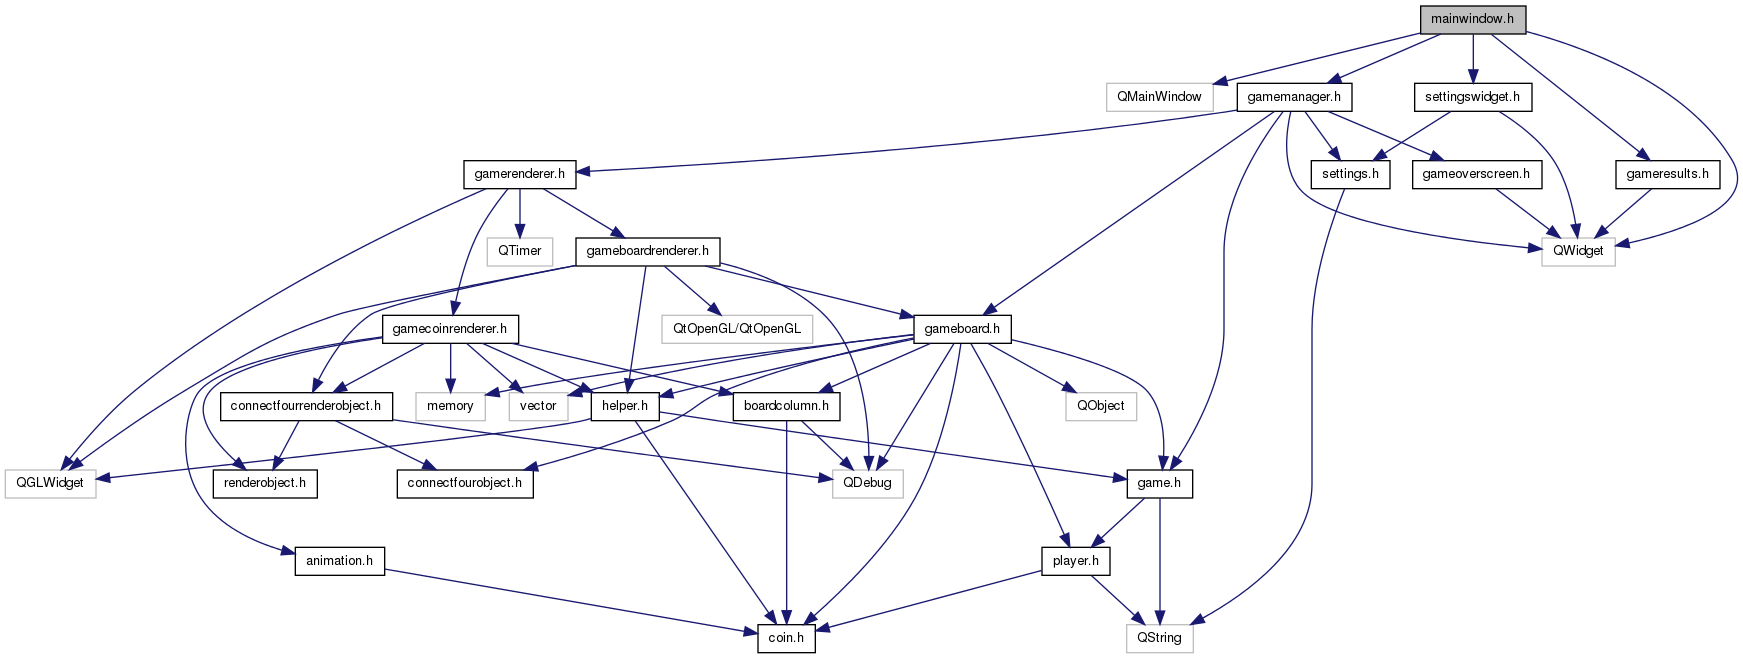 mainwindow.h
QMainWindow
gamemanager.h
settingswidget.h
gamerenderer.h
settings.h
gameoverscreen.h
gameresults.h
QTimer
gameboardrenderer.h
QWidget
gamecoinrenderer.h
QtOpenGL/QtOpenGL
gameboard.h
connectfourrenderobject.h
memory
vector
helper.h
boardcolumn.h
QObject
QGLWidget
renderobject.h
connectfourobject.h
QDebug
game.h
animation.h
player.h
coin.h
QString